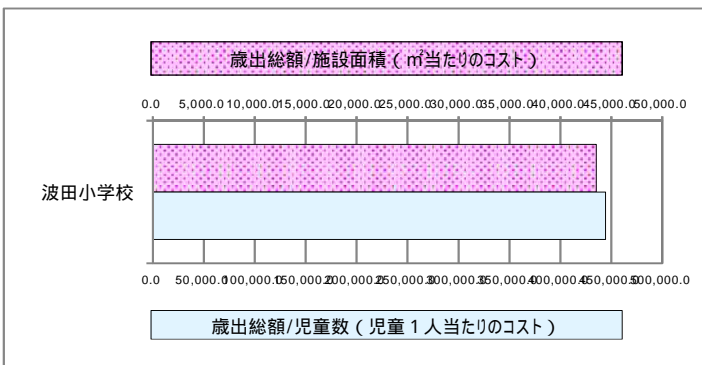 歳出総額/施設面積(㎡当たりのコスト)
0.0 5,000.0 10,000.0 15,000.0 20,000.0 25,000.0 30,000.0 35,000.0 40,000.0 45,000.0 50,000.0
波田小学校
0.0 50,000.0 100,000.0 150,000.0 200,000.0 250,000.0 300,000.0 350,000.0 400,000.0 450,000.0 500,000.0
歳出総額/児童数(児童1人当たりのコスト)